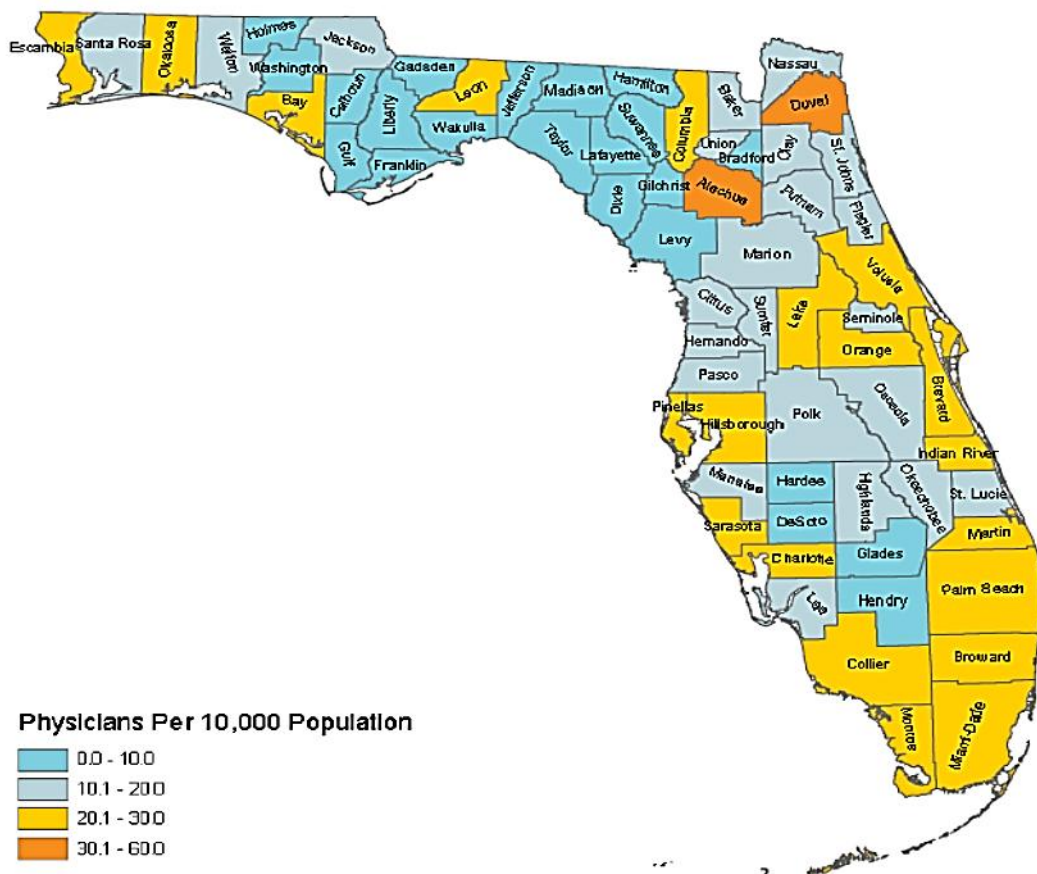 Holmes
Jackson
Nassau
Escambia
Santa Rosa
Okaloosa
Walton
Washington
Gadsden
Leon
Jefferson
Madison
Hamilton
Baker
Duval
Bay
Calhoun
Liberty
Wakulla
Taylor
Suwannee
Columbia
Union
Bradford
Clay
St. Johns
Gulf
Franklin
Lafayette
Dixie
Gilchrist
Alachua
Putnam
Flagler
Levy
Marion
Volusia
Citrus
Sumter
Lake
Seminole
Hernando
Orange
Pasco
Brevard
Pinellas
Hillsborough
Polk
Osceola
Indian River
Manatee
Hardee
Highlands
Okeechobee
St. Lucie
Sarasota
DeSoto
Martin
Charlotte
Glades
Lee
Hendry
Palm Beach
Collier
Broward
Monroe
Miami-Dade
Physicians Per 10,000 Population
0.0 - 10.0
10.1 - 20.0
20.1 - 30.0
30.1 - 60.0